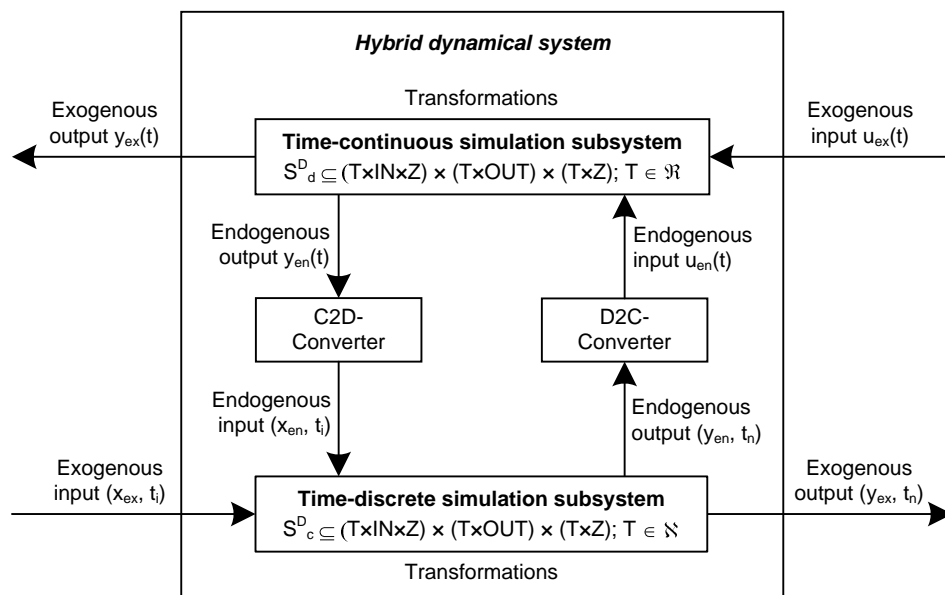 Hybrid dynamical system
Transformations
Exogenous
output y_ex(t)
Exogenous
input u_ex(t)
Time-continuous simulation subsystem
S^D_d ⊆ (T×IN×Z) × (T×OUT) × (T×Z); T ∈ ℜ
Endogenous
output y_en(t)
Endogenous
input u_en(t)
C2D-
Converter
D2C-
Converter
Endogenous
input (x_en, t_i)
Endogenous
output (y_en, t_n)
Exogenous
input (x_ex, t_i)
Exogenous
output (y_ex, t_n)
Time-discrete simulation subsystem
S^D_c ⊆ (T×IN×Z) × (T×OUT) × (T×Z); T ∈ ℵ
Transformations